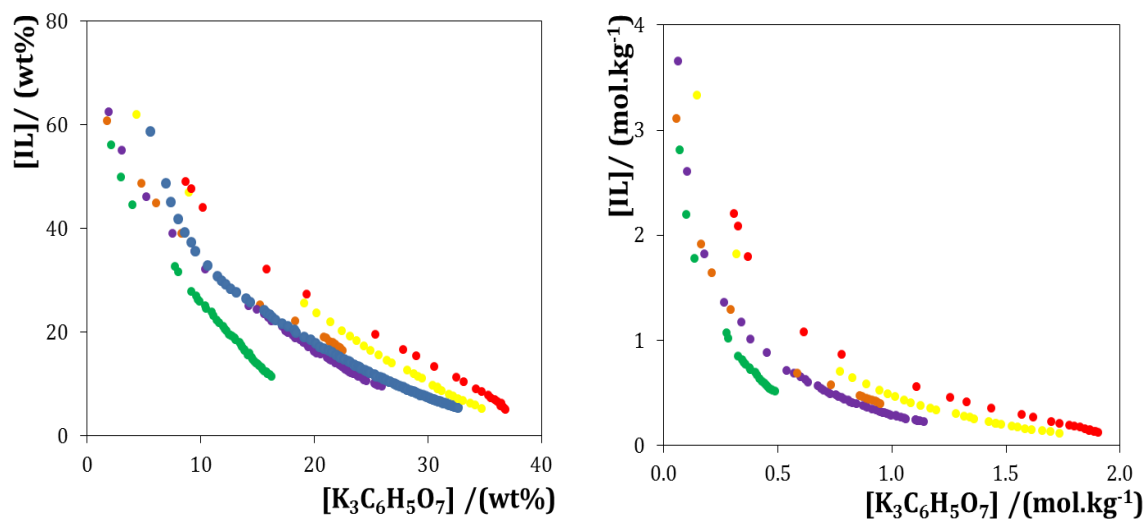 80
60
40
20
0
0 10 20 30 40
[IL]/ (wt%)
[K₃C₆H₅O₇] /(wt%)
4
3
2
1
0
0.0 0.5 1.0 1.5 2.0
[IL]/ (mol.kg⁻¹)
[K₃C₆H₅O₇] /(mol.kg⁻¹)